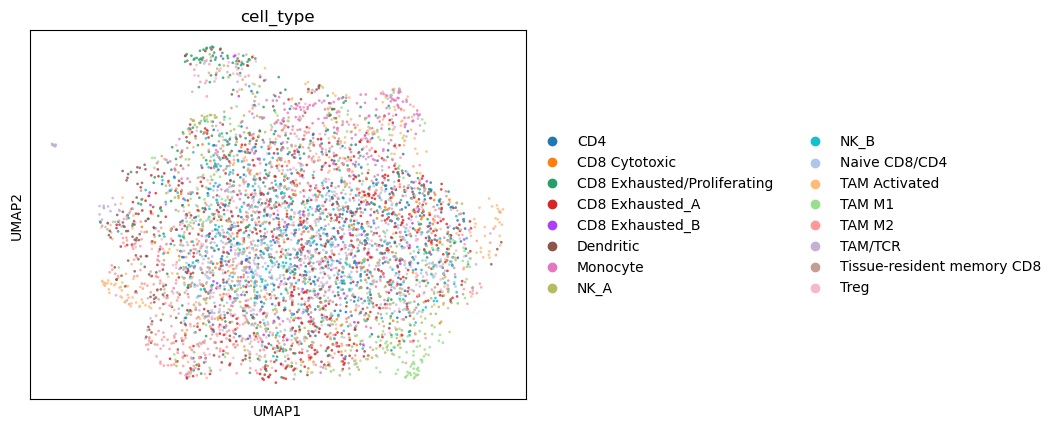 cell_type
UMAP2
UMAP1
CD4
CD8 Cytotoxic
CD8 Exhausted/Proliferating
CD8 Exhausted_A
CD8 Exhausted_B
Dendritic
Monocyte
NK_A
NK_B
Naive CD8/CD4
TAM Activated
TAM M1
TAM M2
TAM/TCR
Tissue-resident memory CD8
Treg